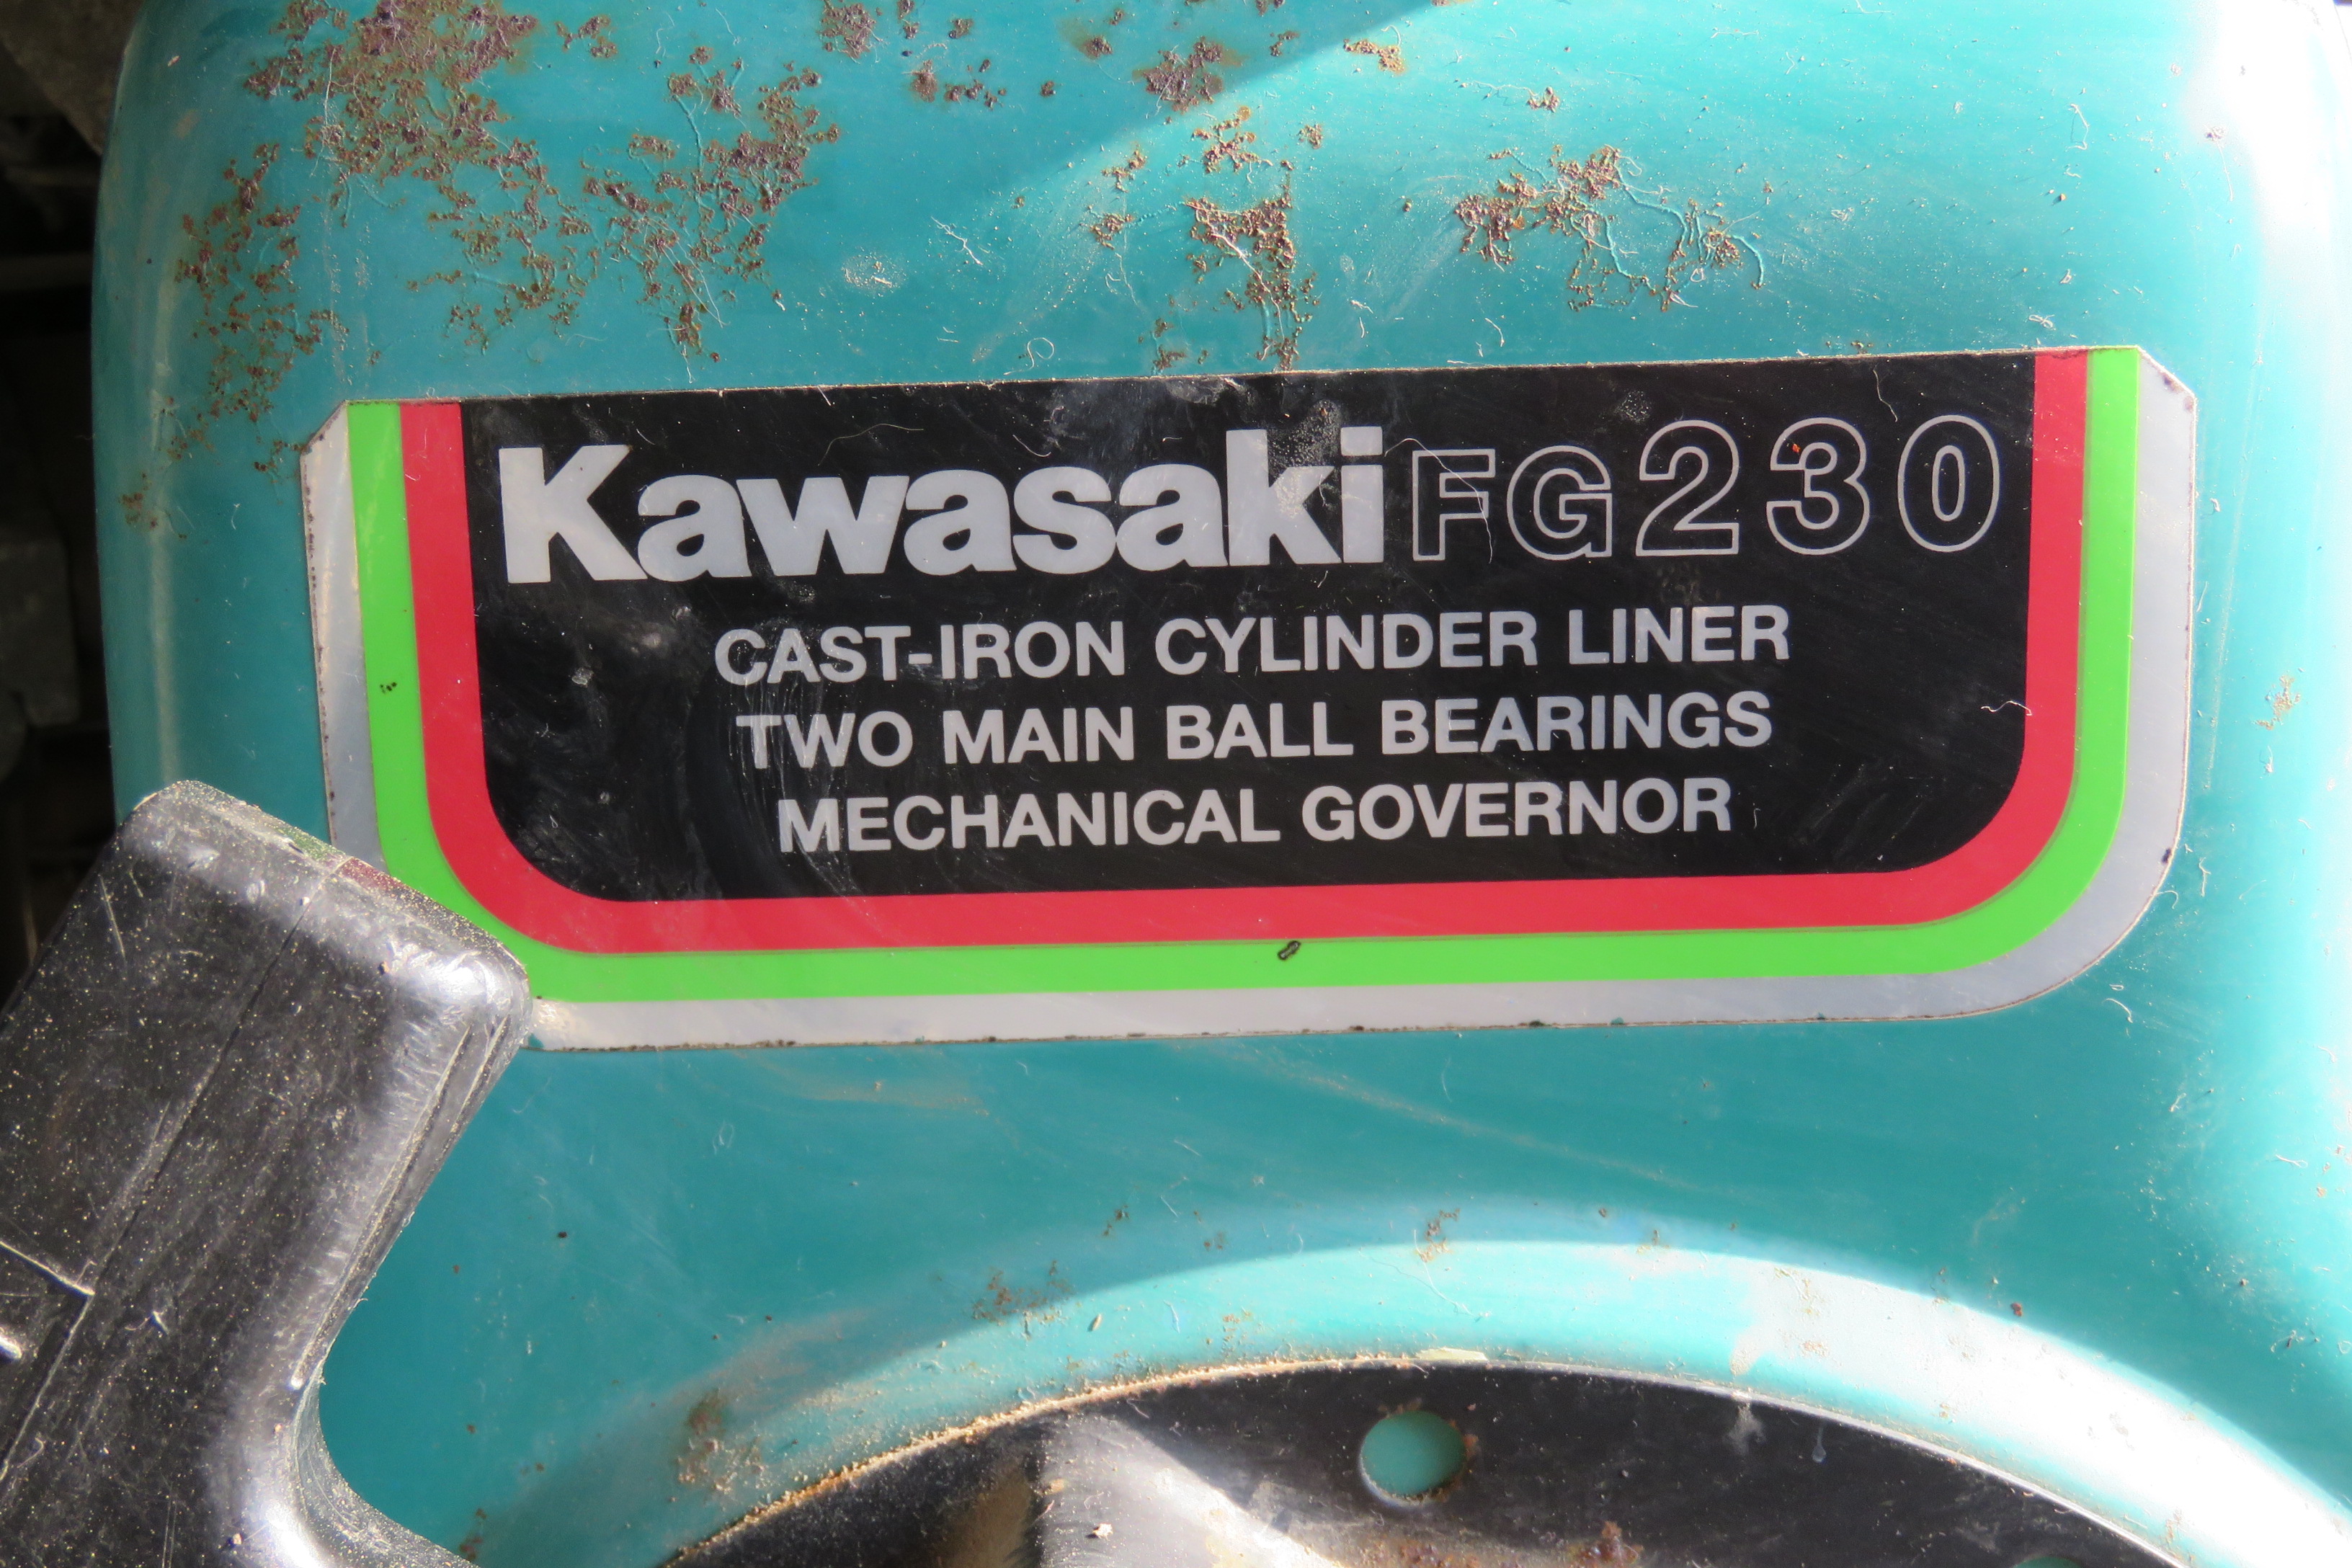 Kawasaki FG230
CAST-IRON CYLINDER LINER
TWO MAIN BALL BEARINGS
MECHANICAL GOVERNOR